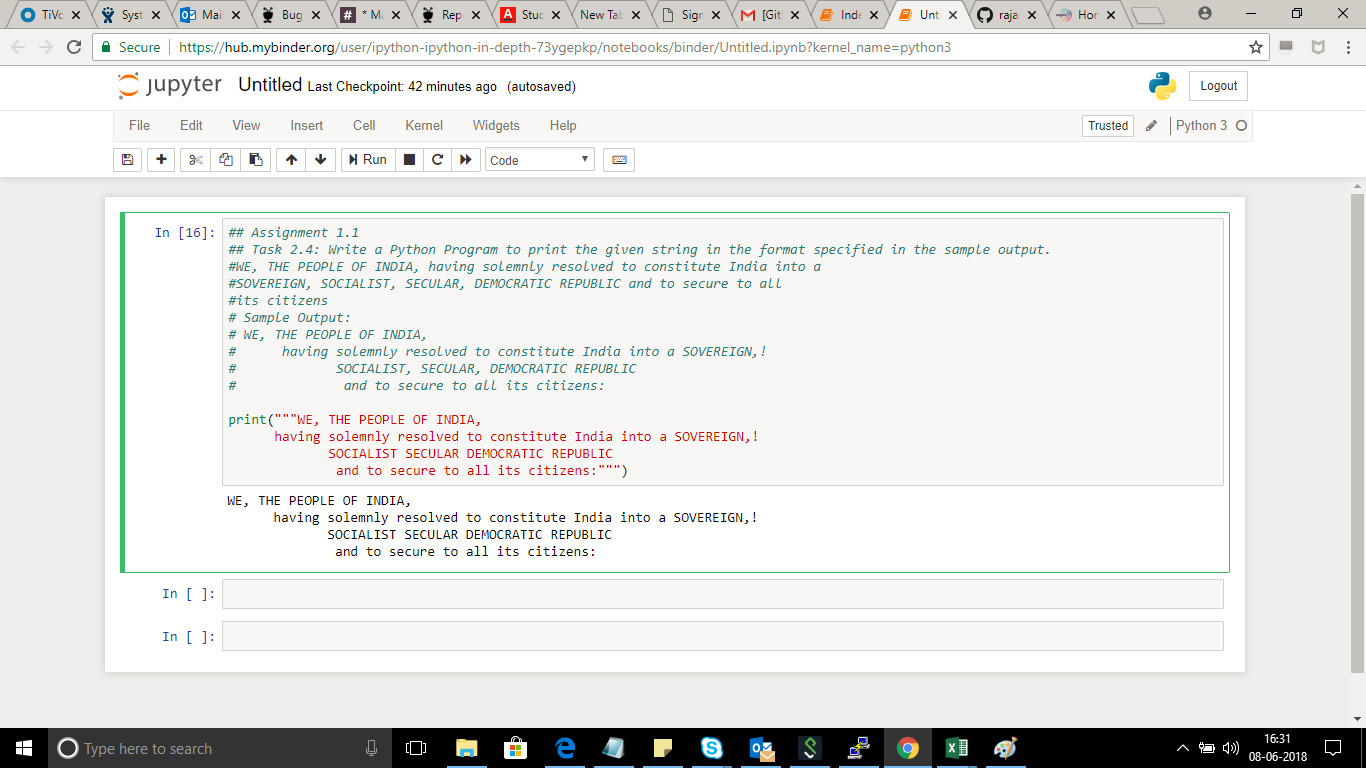 TiVo Syst Mai Bug * M Rep Stud New Tab Sigr [Git Inde Unt raja Hor
Secure https://hub.mybinder.org/user/ipython-ipython-in-depth-73ygepkp/notebooks/binder/Untitled.ipynb?kernel_name=python3
jupyter Untitled Last Checkpoint: 42 minutes ago (autosaved) Logout
File Edit View Insert Cell Kernel Widgets Help Trusted Python 3
Run Code
In [16]: ## Assignment 1.1
## Task 2.4: Write a Python Program to print the given string in the format specified in the sample output.
#WE, THE PEOPLE OF INDIA, having solemnly resolved to constitute India into a
#SOVEREIGN, SOCIALIST, SECULAR, DEMOCRATIC REPUBLIC and to secure to all
#its citizens
# Sample Output:
# WE, THE PEOPLE OF INDIA,
#      having solemnly resolved to constitute India into a SOVEREIGN,!
#             SOCIALIST, SECULAR, DEMOCRATIC REPUBLIC
#              and to secure to all its citizens:
print("""WE, THE PEOPLE OF INDIA,
      having solemnly resolved to constitute India into a SOVEREIGN,!
             SOCIALIST SECULAR DEMOCRATIC REPUBLIC
              and to secure to all its citizens:""")
WE, THE PEOPLE OF INDIA,
      having solemnly resolved to constitute India into a SOVEREIGN,!
             SOCIALIST SECULAR DEMOCRATIC REPUBLIC
              and to secure to all its citizens:
In [ ]:
In [ ]:
Type here to search
16:31
08-06-2018